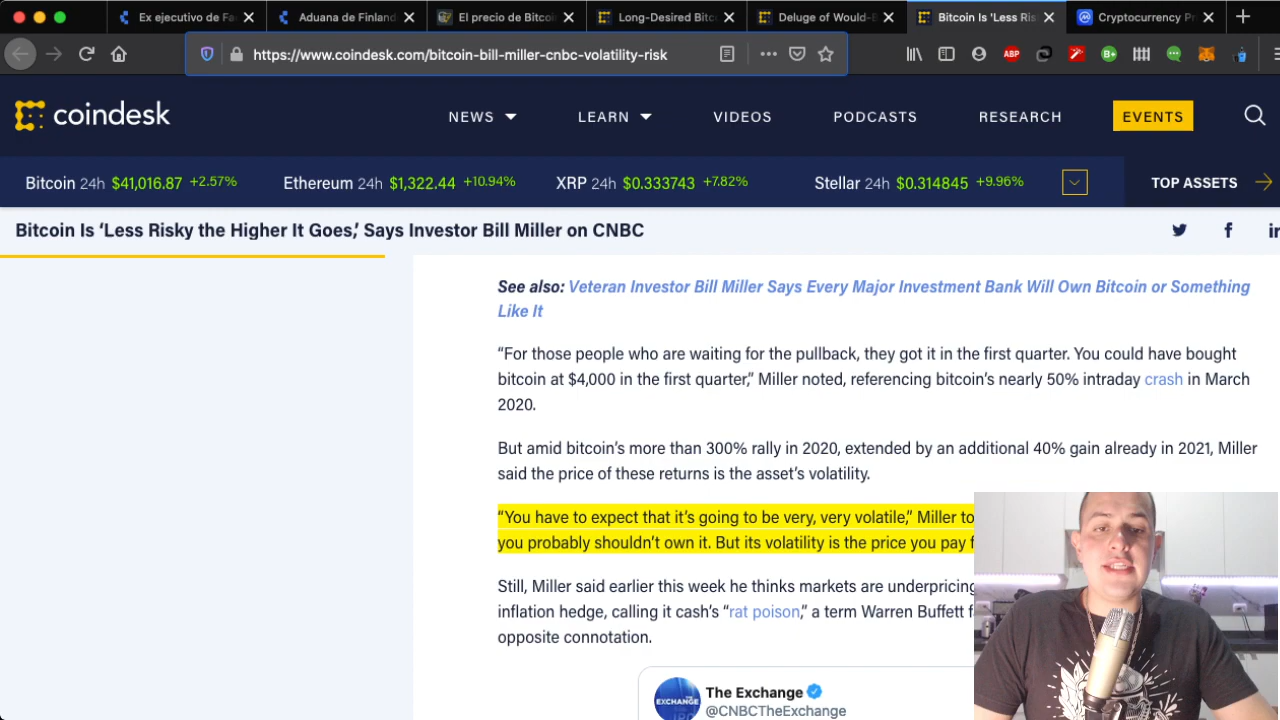 Ex ejecutivo de Fa
Aduana de Finland
El precio de Bitcoi
Long-Desired Bitc
Deluge of Would-B
Bitcoin Is 'Less Ris
Cryptocurrency Pr
https://www.coindesk.com/bitcoin-bill-miller-cnbc-volatility-risk
ABP
B+
coindesk
NEWS
LEARN
VIDEOS
PODCASTS
RESEARCH
EVENTS
Bitcoin 24h $41,016.87 +2.57%
Ethereum 24h $1,322.44 +10.94%
XRP 24h $0.333743 +7.82%
Stellar 24h $0.314845 +9.96%
TOP ASSETS
Bitcoin Is ‘Less Risky the Higher It Goes,’ Says Investor Bill Miller on CNBC
See also: Veteran Investor Bill Miller Says Every Major Investment Bank Will Own Bitcoin or Something
Like It
“For those people who are waiting for the pullback, they got it in the first quarter. You could have bought
bitcoin at $4,000 in the first quarter,” Miller noted, referencing bitcoin’s nearly 50% intraday crash in March
2020.
But amid bitcoin’s more than 300% rally in 2020, extended by an additional 40% gain already in 2021, Miller
said the price of these returns is the asset’s volatility.
“You have to expect that it’s going to be very, very volatile,” Miller to
you probably shouldn’t own it. But its volatility is the price you pay f
Still, Miller said earlier this week he thinks markets are underpricing
inflation hedge, calling it cash’s “rat poison,” a term Warren Buffett f
opposite connotation.
THE
EXCHANGE
The Exchange
@CNBCTheExchange